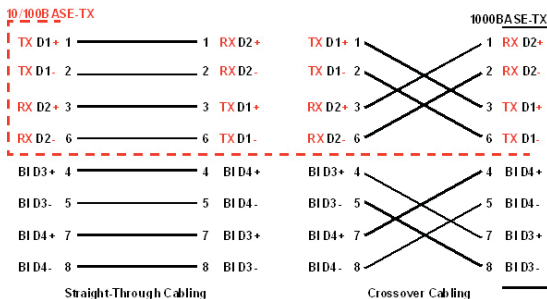 10/100BASE-TX
1000BASE-TX
TX D1+ 1 1 RX D2+ TX D1+ 1 1 RX D2+
TX D1- 2 2 RX D2- TX D1- 2 2 RX D2-
RX D2+ 3 3 TX D1+ RX D2+ 3 3 TX D1+
RX D2- 6 6 TX D1- RX D2- 6 6 TX D1-
BI D3+ 4 4 BI D4+ BI D3+ 4 4 BI D4+
BI D3- 5 5 BI D4- BI D3- 5 5 BI D4-
BI D4+ 7 7 BI D3+ BI D4+ 7 7 BI D3+
BI D4- 8 8 BI D3- BI D4- 8 8 BI D3-
Straight-Through Cabling Crossover Cabling